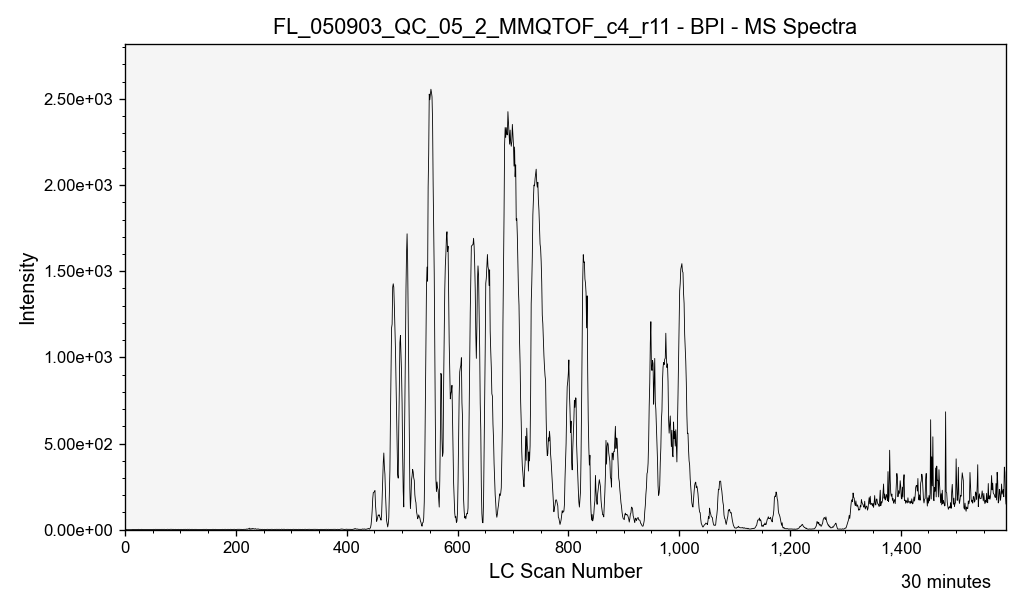 FL_050903_QC_05_2_MMQTOF_c4_r11 - BPI - MS Spectra
2.50e+03
2.00e+03
1.50e+03
1.00e+03
5.00e+02
0.00e+00
Intensity
0 200 400 600 800 1,000 1,200 1,400
LC Scan Number
30 minutes